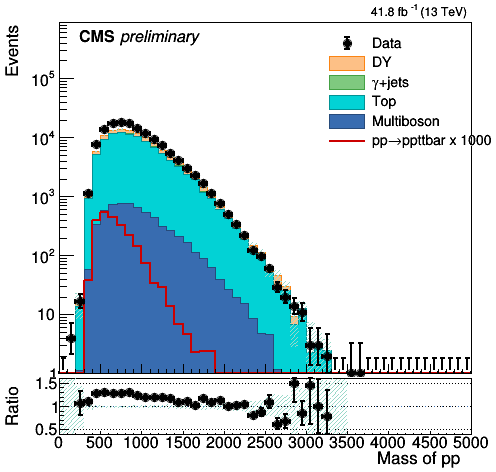 41.8 fb⁻¹ (13 TeV)
CMS preliminary
Events
Data
DY
γ+jets
Top
Multiboson
pp→ppttbar x 1000
10⁵
10⁴
10³
10²
10
1
Ratio
1.5
1
0.5
0 500 1000 1500 2000 2500 3000 3500 4000 4500 5000
Mass of pp